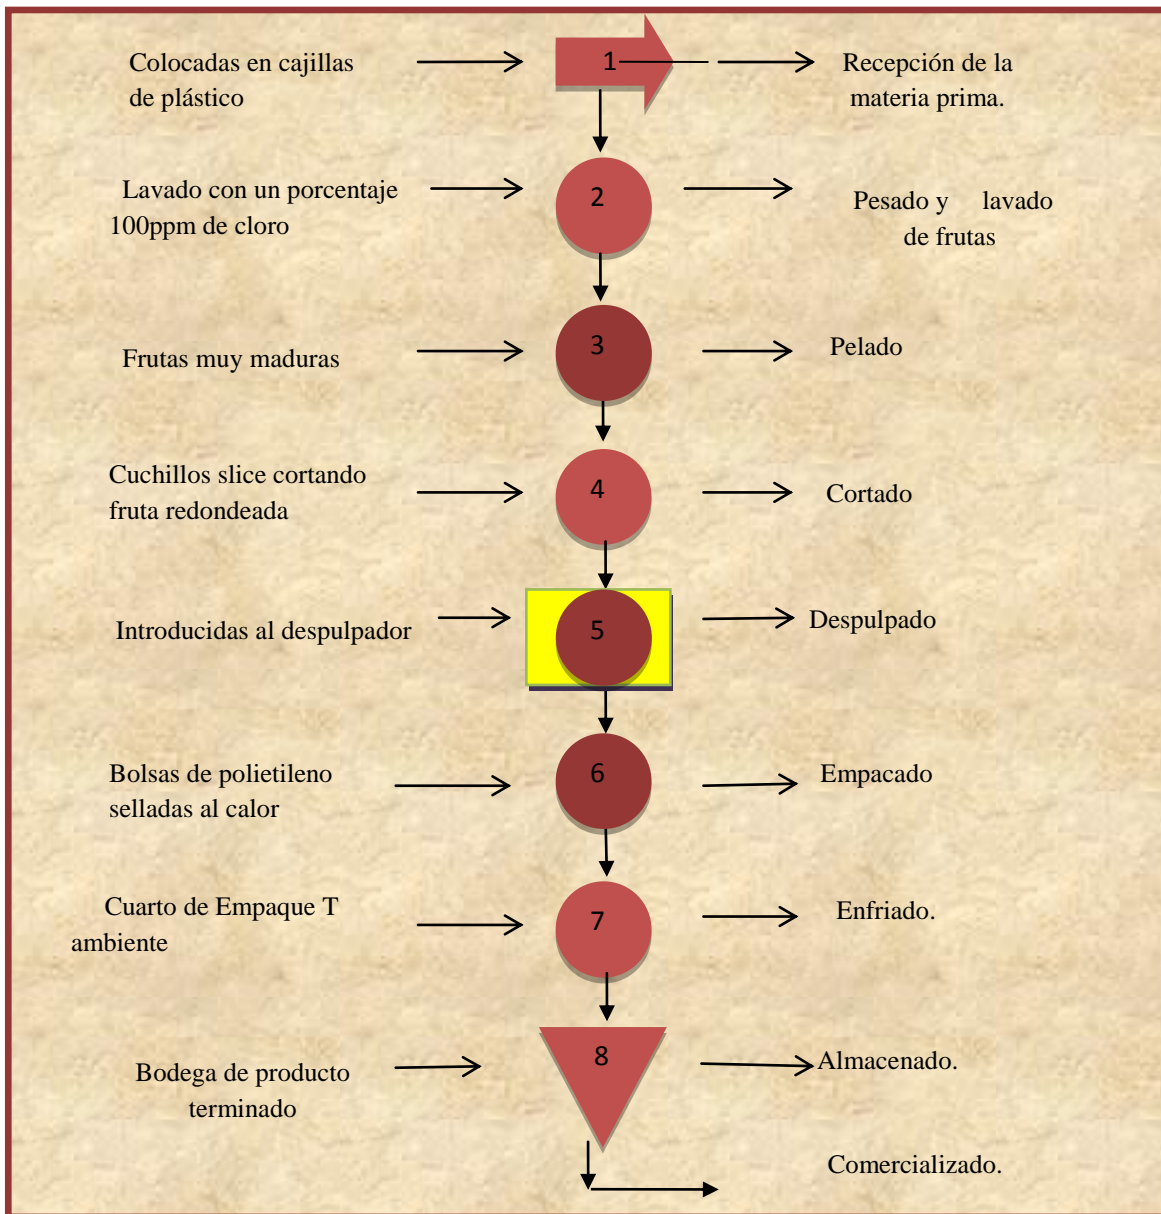 Colocadas en cajillas
de plástico
1
Recepción de la
materia prima.
Lavado con un porcentaje
100ppm de cloro
2
Pesado y lavado
de frutas
Frutas muy maduras
3
Pelado
Cuchillos slice cortando
fruta redondeada
4
Cortado
Introducidas al despulpador
5
Despulpado
Bolsas de polietileno
selladas al calor
6
Empacado
Cuarto de Empaque T
ambiente
7
Enfriado.
Bodega de producto
terminado
8
Almacenado.
Comercializado.